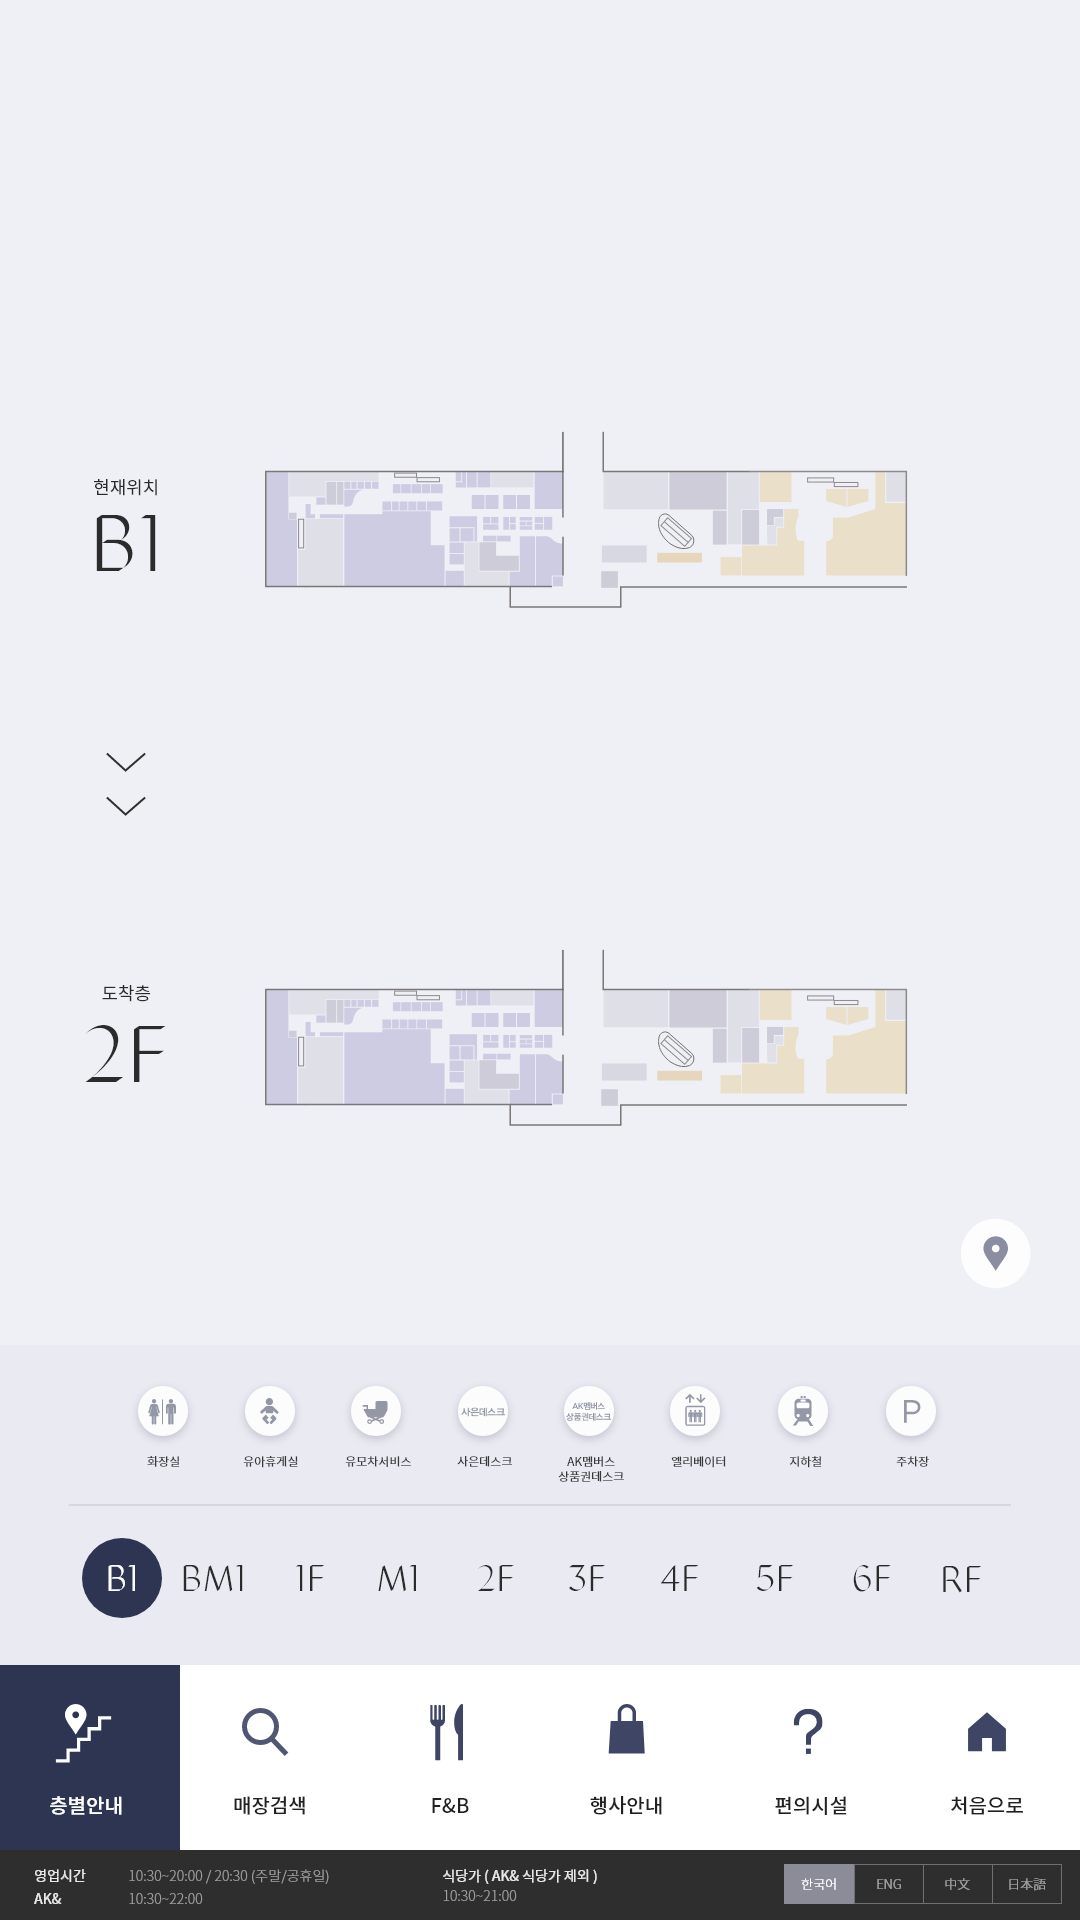 현재위치
B1
도착층
2F
사은데스크
AK멤버스
상품권데스크
P
화장실
유아휴게실
유모차서비스
사은데스크
AK멤버스
상품권데스크
엘리베이터
지하철
주차장
B1 BM1 1F M1 2F 3F 4F 5F 6F RF
층별안내
매장검색
F&B
행사안내
편의시설
처음으로
영업시간 10:30~20:00 / 20:30 (주말/공휴일)
AK& 10:30~22:00
식당가 ( AK& 식당가 제외 )
10:30~21:00
한국어 ENG 中文 日本語